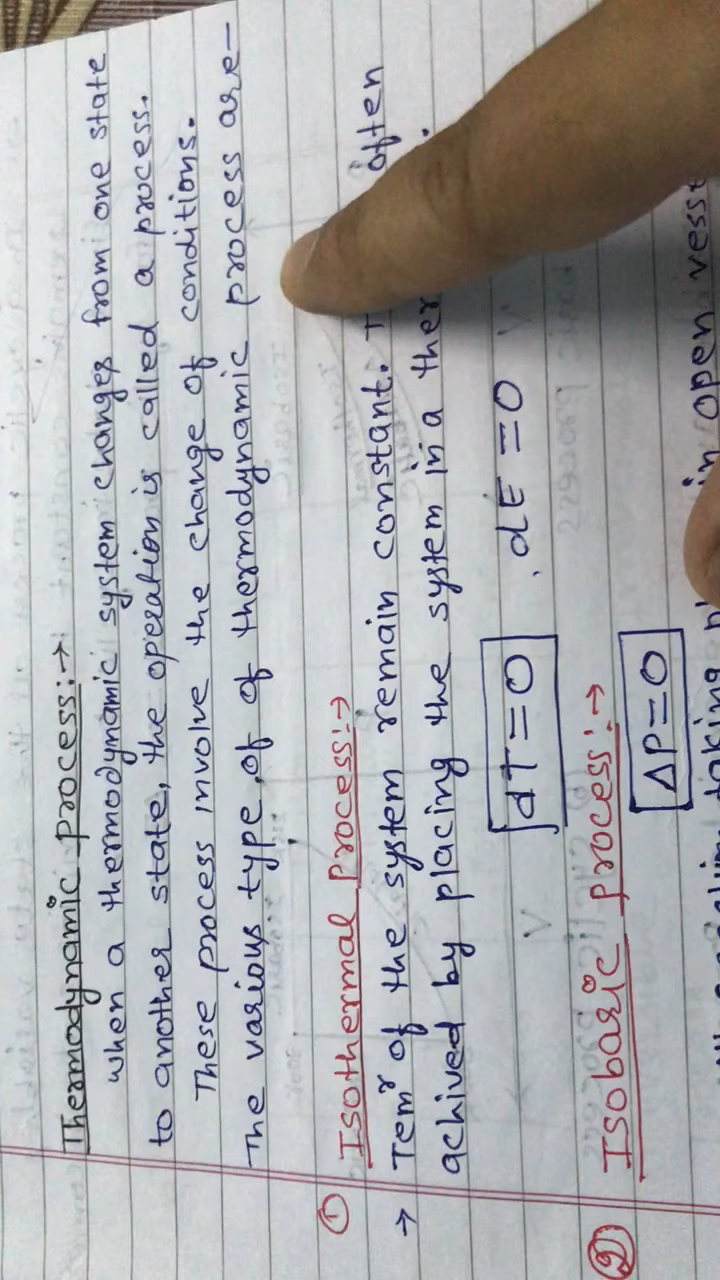 Thermodynamic process:→
when a thermodynamic system changes from one state
to another state, the operation is called a process.
These process involve the change of conditions.
The various type of of thermodynamic process are-
① Isothermal process:→
→ Temr of the system remain constant. often
achived by placing the system in a
dT=0, dE=0
② Isobaric process:→
ΔP=0
taking in open